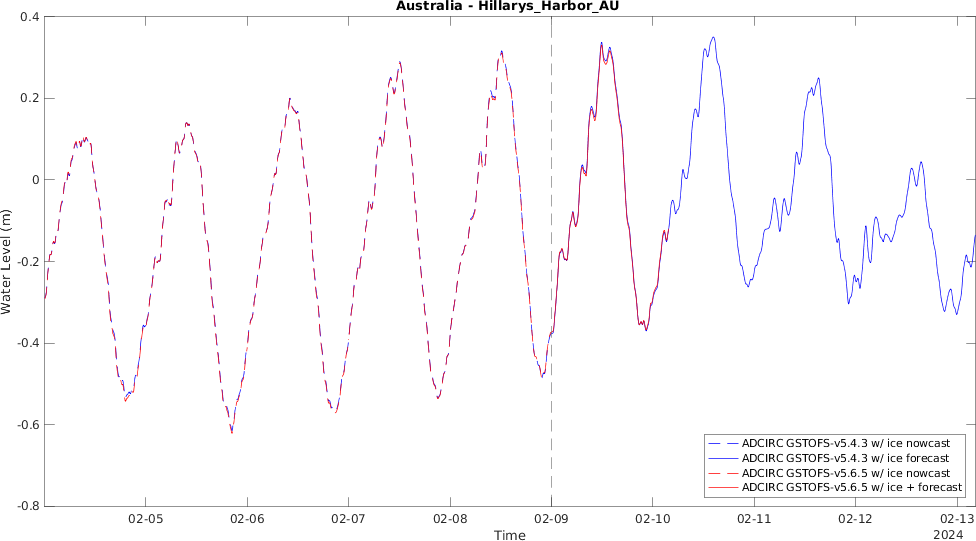 Australia - Hillarys_Harbor_AU
0.4
0.2
0
-0.2
-0.4
-0.6
-0.8
Water Level (m)
ADCIRC GSTOFS-v5.4.3 w/ ice nowcast
ADCIRC GSTOFS-v5.4.3 w/ ice forecast
ADCIRC GSTOFS-v5.6.5 w/ ice nowcast
ADCIRC GSTOFS-v5.6.5 w/ ice + forecast
02-05 02-06 02-07 02-08 02-09 02-10 02-11 02-12 02-13
Time
2024